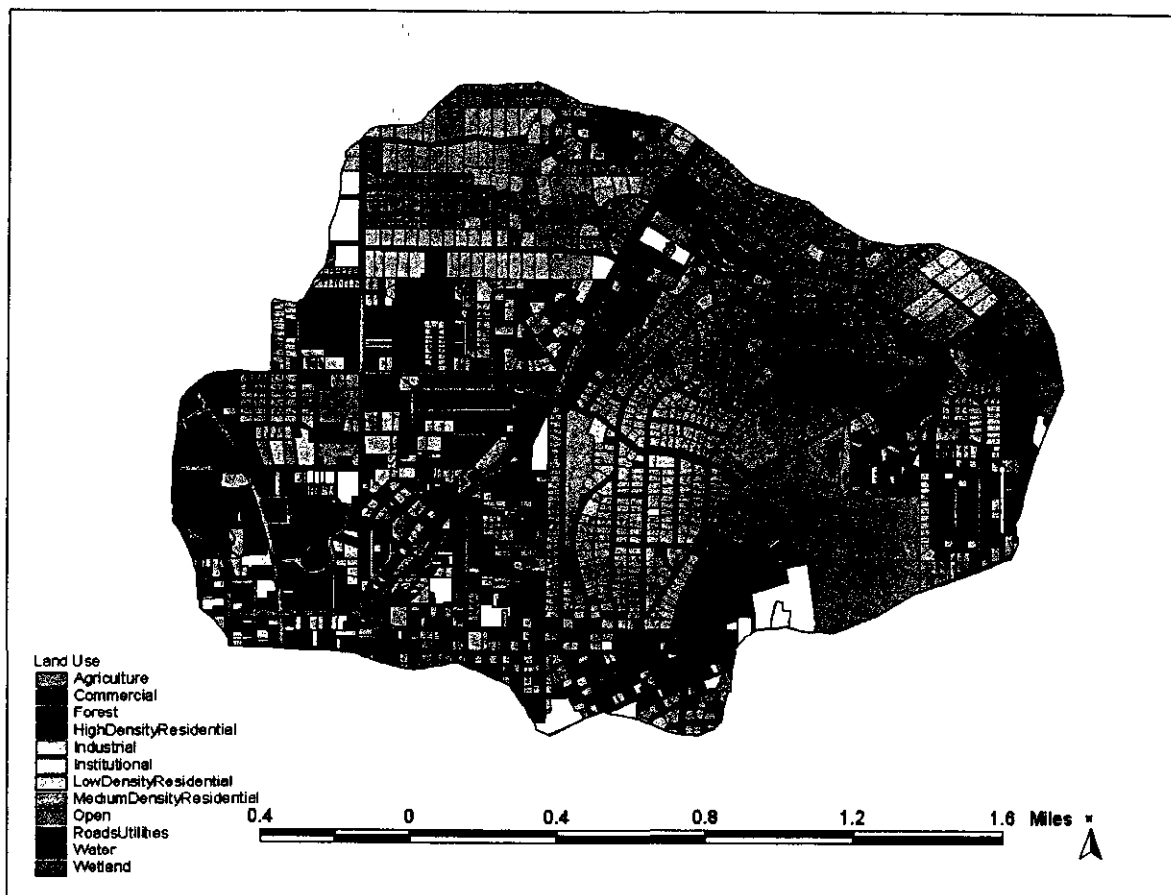 Land Use
Agriculture
Commercial
Forest
HighDensityResidential
Industrial
Institutional
LowDensityResidential
MediumDensityResidential
Open
RoadsUtilities
Water
Wetland
0.4 0 0.4 0.8 1.2 1.6 Miles